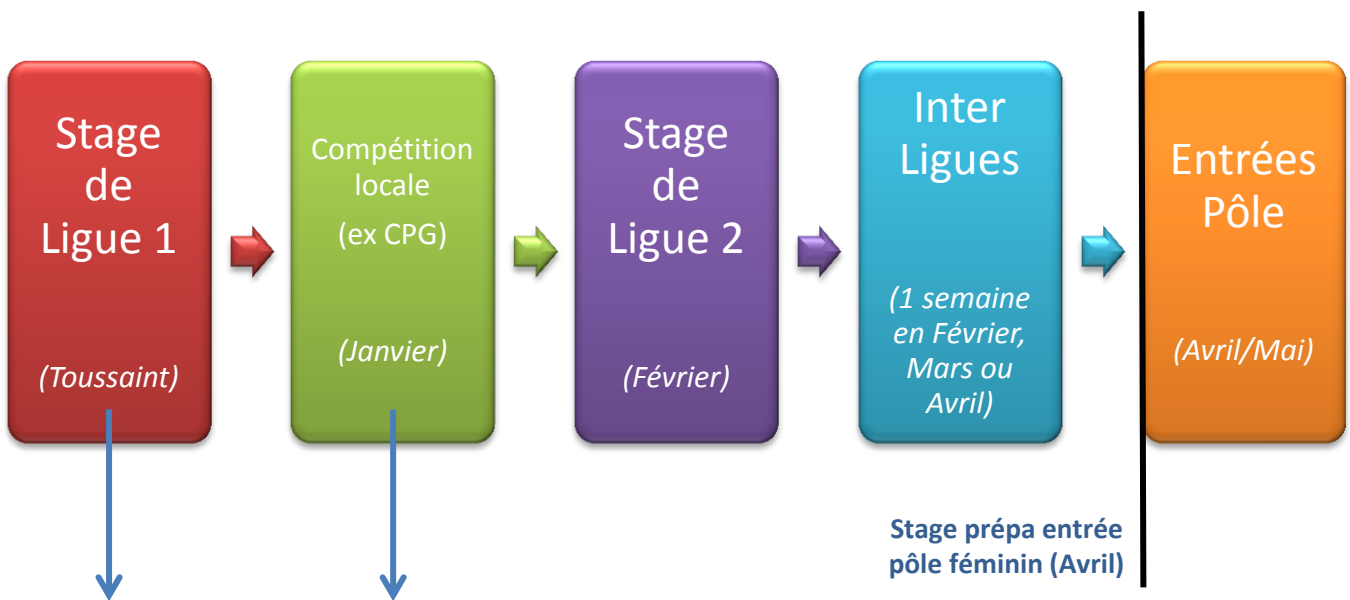 Stage
de
Ligue 1
(Toussaint)
Compétition
locale
(ex CPG)
(Janvier)
Stage
de
Ligue 2
(Février)
Inter
Ligues
(1 semaine
en Février,
Mars ou
Avril)
Entrées
Pôle
(Avril/Mai)
Stage prépa entrée
pôle féminin (Avril)